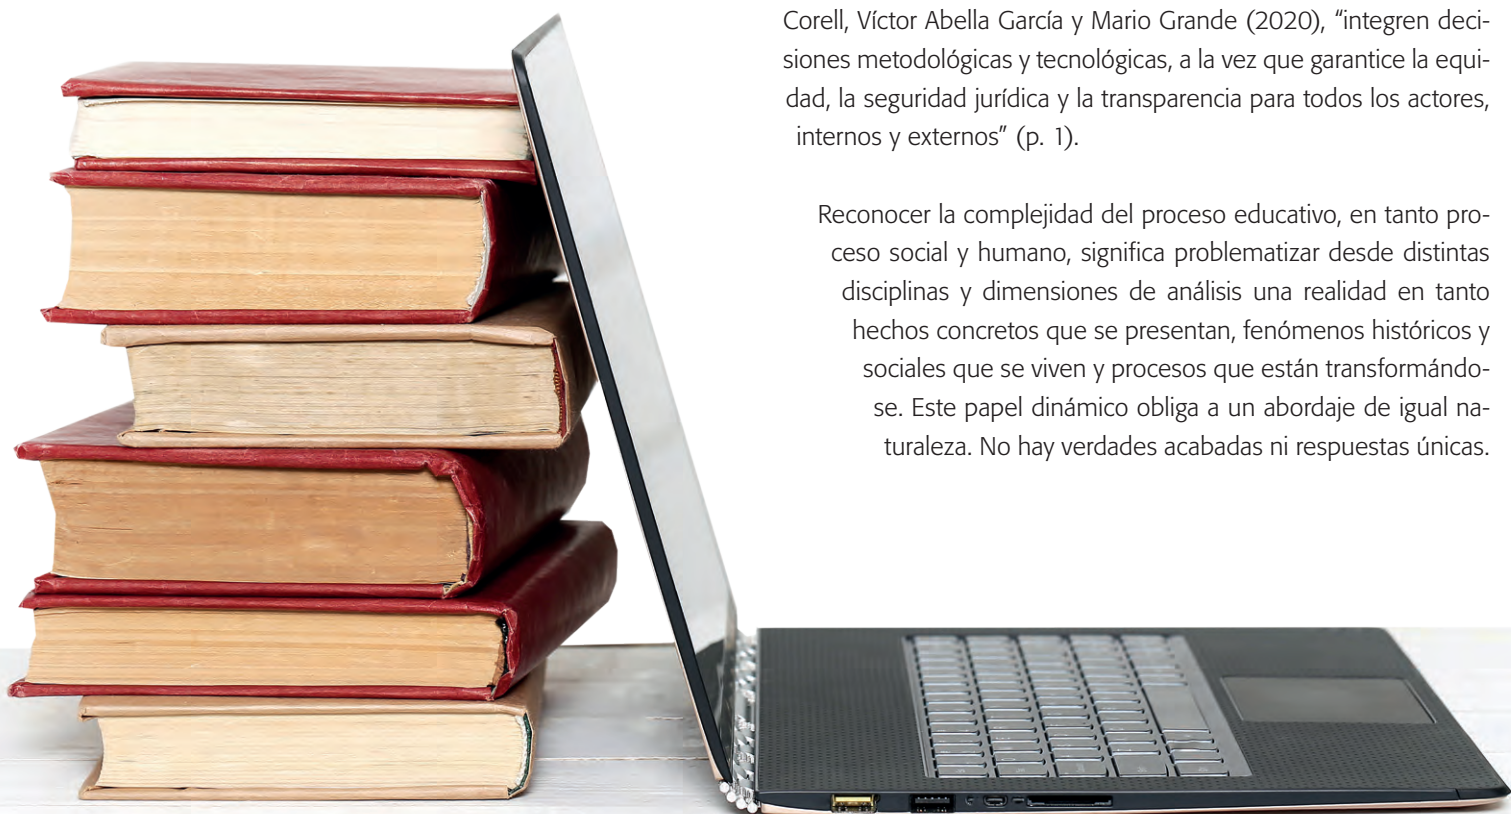 Corell, Víctor Abella García y Mario Grande (2020), “integren deci-
siones metodológicas y tecnológicas, a la vez que garantice la equi-
dad, la seguridad jurídica y la transparencia para todos los actores,
internos y externos” (p. 1).
Reconocer la complejidad del proceso educativo, en tanto pro-
ceso social y humano, significa problematizar desde distintas
disciplinas y dimensiones de análisis una realidad en tanto
hechos concretos que se presentan, fenómenos históricos y
sociales que se viven y procesos que están transformándo-
se. Este papel dinámico obliga a un abordaje de igual na-
turaleza. No hay verdades acabadas ni respuestas únicas.